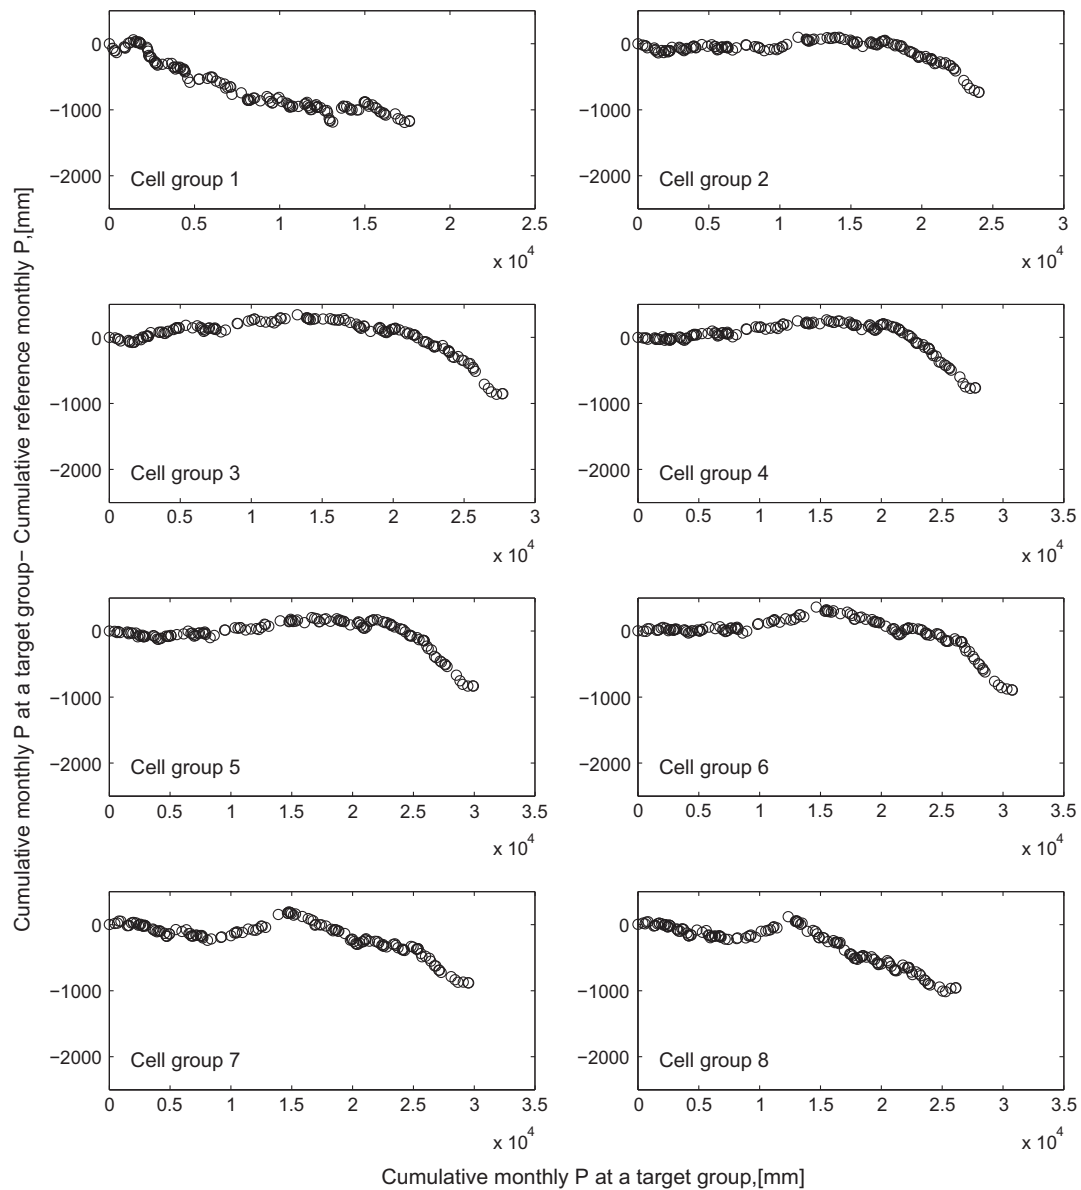 Cumulative monthly P at a target group− Cumulative reference monthly P,[mm]
0
−1000
−2000
Cell group 1
0 0.5 1 1.5 2 2.5
x 10^4
0
−1000
−2000
Cell group 2
0 0.5 1 1.5 2 2.5 3
x 10^4
0
−1000
−2000
Cell group 3
0 0.5 1 1.5 2 2.5 3
x 10^4
0
−1000
−2000
Cell group 4
0 0.5 1 1.5 2 2.5 3 3.5
x 10^4
0
−1000
−2000
Cell group 5
0 0.5 1 1.5 2 2.5 3 3.5
x 10^4
0
−1000
−2000
Cell group 6
0 0.5 1 1.5 2 2.5 3 3.5
x 10^4
0
−1000
−2000
Cell group 7
0 0.5 1 1.5 2 2.5 3 3.5
x 10^4
0
−1000
−2000
Cell group 8
0 0.5 1 1.5 2 2.5 3 3.5
x 10^4
Cumulative monthly P at a target group,[mm]